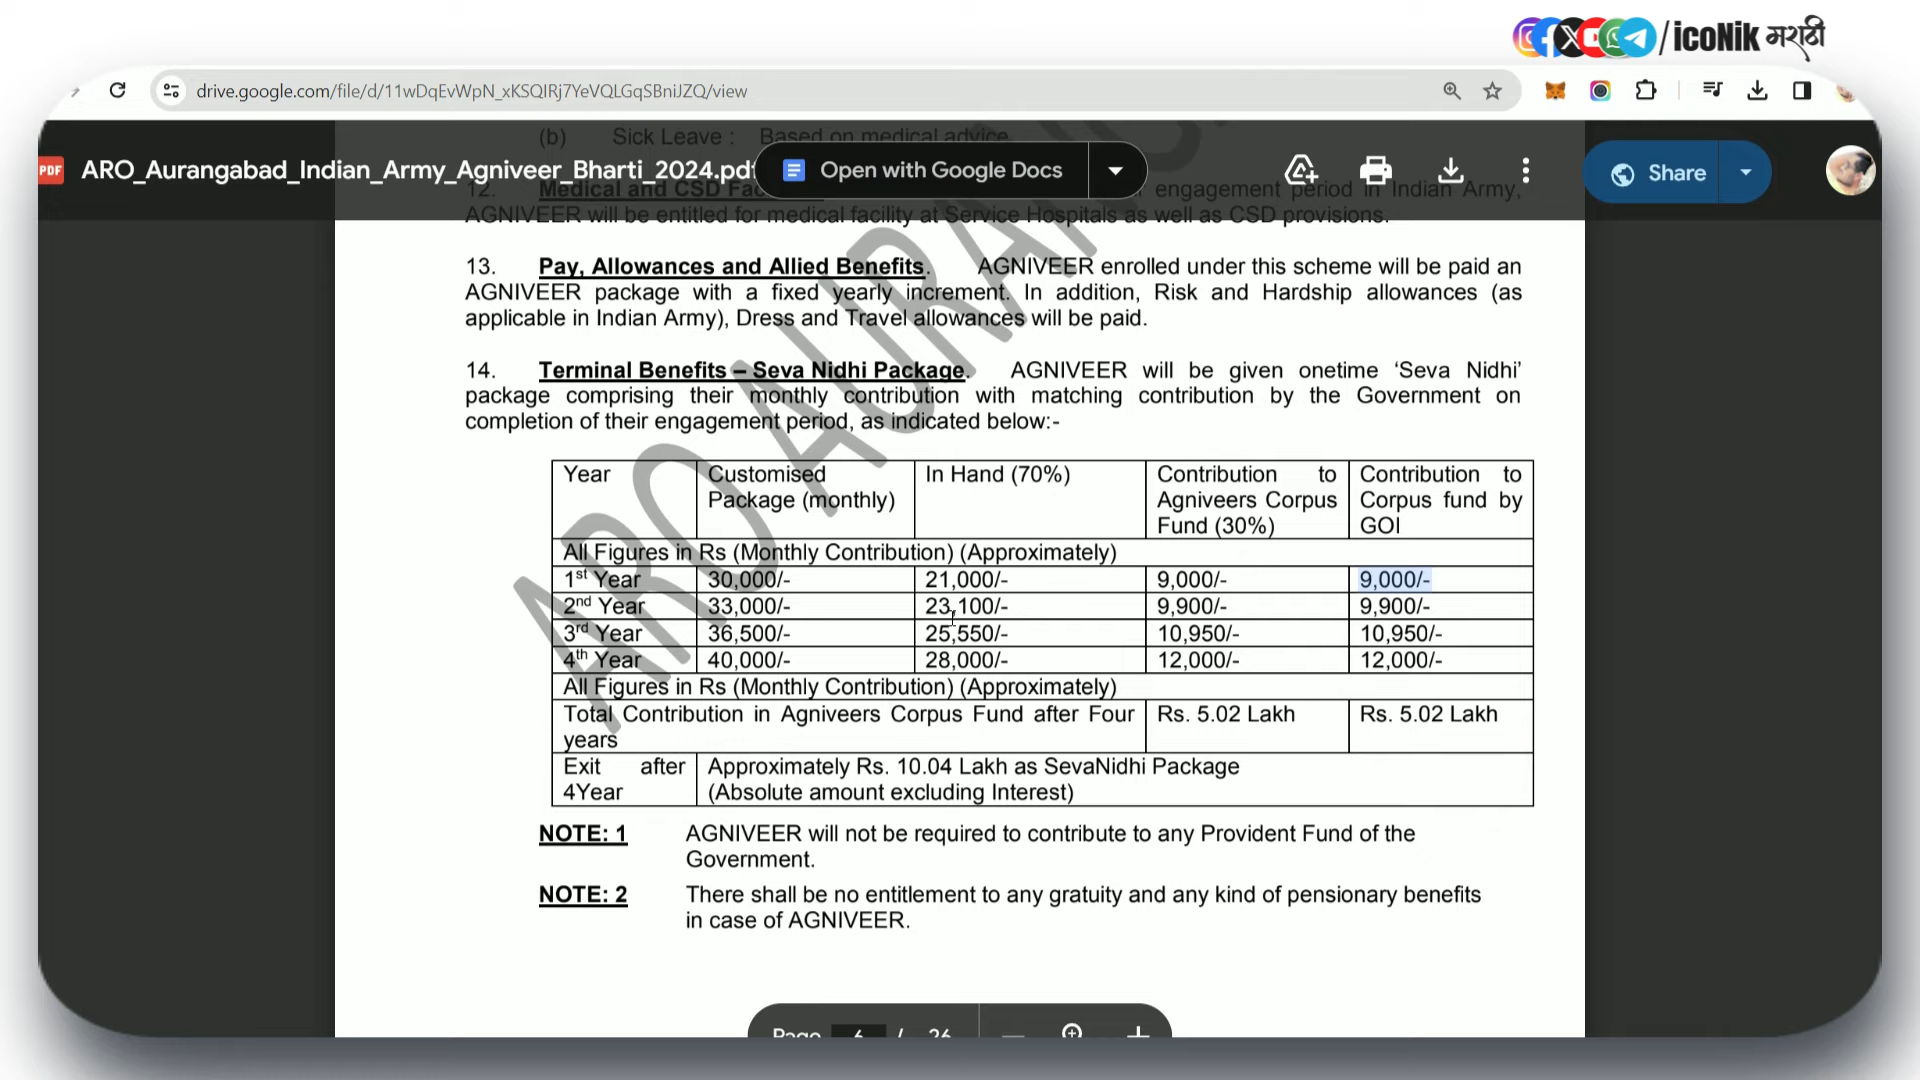 /icoNik मराठी
drive.google.com/file/d/11wDqEvWpN_xKSQIRj7YeVQLGqSBniJZQ/view
(b) Sick Leave : Based on medical advice
PDF ARO_Aurangabad_Indian_Army_Agniveer_Bharti_2024.pdf Open with Google Docs Share
12. Medical and CSD Fac engagement period in Indian Army,
AGNIVEER will be entitled for medical facility at Service Hospitals as well as CSD provisions.
13. Pay, Allowances and Allied Benefits. AGNIVEER enrolled under this scheme will be paid an
AGNIVEER package with a fixed yearly increment. In addition, Risk and Hardship allowances (as
applicable in Indian Army), Dress and Travel allowances will be paid.
14. Terminal Benefits – Seva Nidhi Package. AGNIVEER will be given onetime ‘Seva Nidhi’
package comprising their monthly contribution with matching contribution by the Government on
completion of their engagement period, as indicated below:-
Year Customised Package (monthly) In Hand (70%) Contribution to Agniveers Corpus Fund (30%) Contribution to Corpus fund by GOI
All Figures in Rs (Monthly Contribution) (Approximately)
1st Year 30,000/- 21,000/- 9,000/- 9,000/-
2nd Year 33,000/- 23,100/- 9,900/- 9,900/-
3rd Year 36,500/- 25,550/- 10,950/- 10,950/-
4th Year 40,000/- 28,000/- 12,000/- 12,000/-
All Figures in Rs (Monthly Contribution) (Approximately)
Total Contribution in Agniveers Corpus Fund after Four years Rs. 5.02 Lakh Rs. 5.02 Lakh
Exit after 4Year Approximately Rs. 10.04 Lakh as SevaNidhi Package
(Absolute amount excluding Interest)
NOTE: 1 AGNIVEER will not be required to contribute to any Provident Fund of the
Government.
NOTE: 2 There shall be no entitlement to any gratuity and any kind of pensionary benefits
in case of AGNIVEER.
Page 6 / 26